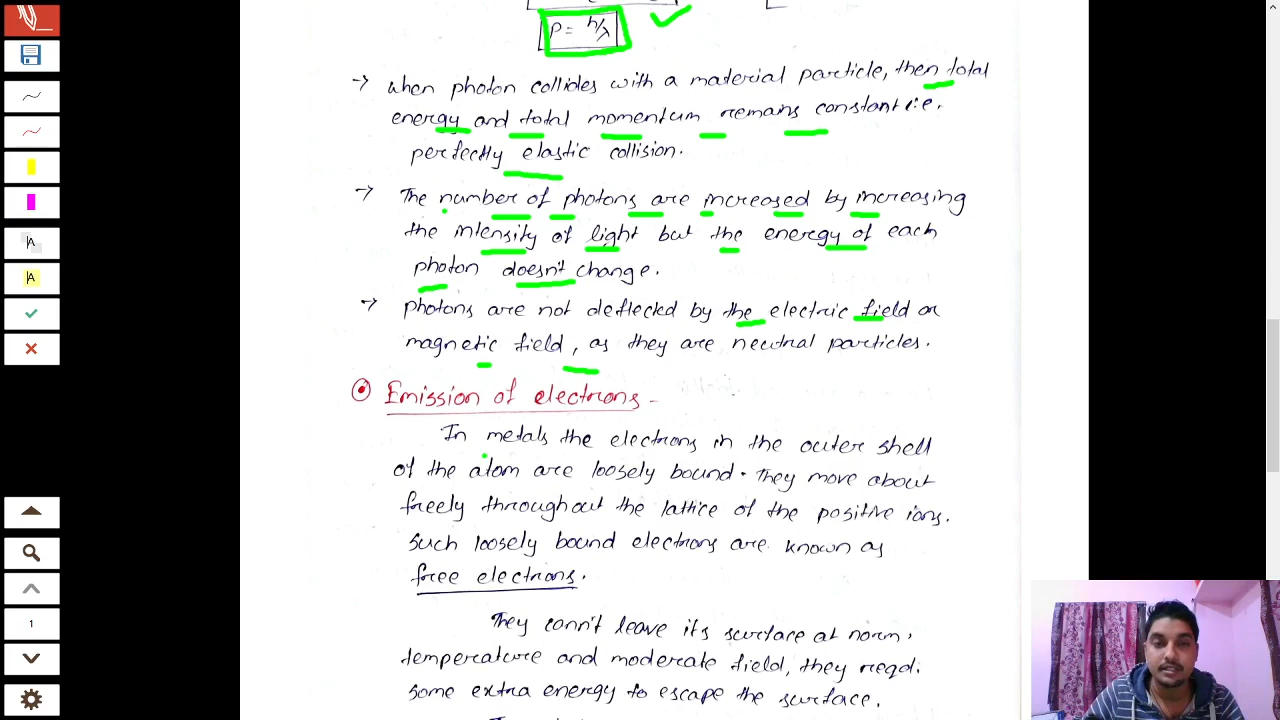 P = h/λ
→ When photon collides with a material particle, then total
energy and total momentum remains constant i.e.
perfectly elastic collision.
→ The number of photons are increased by increasing
the intensity of light but the energy of each
photon doesn't change.
→ photons are not deflected by the electric field or
magnetic field, as they are neutral particles.
Emission of electrons -
In metals the electrons in the outer shell
of the atom are loosely bound. They move about
freely throughout the lattice of the positive ions.
Such loosely bound electrons are known as
free electrons.
They conn't leave its surface at norm.
temperature and moderate field, they reqd.
some extra energy to escape the surface.
A
A
1